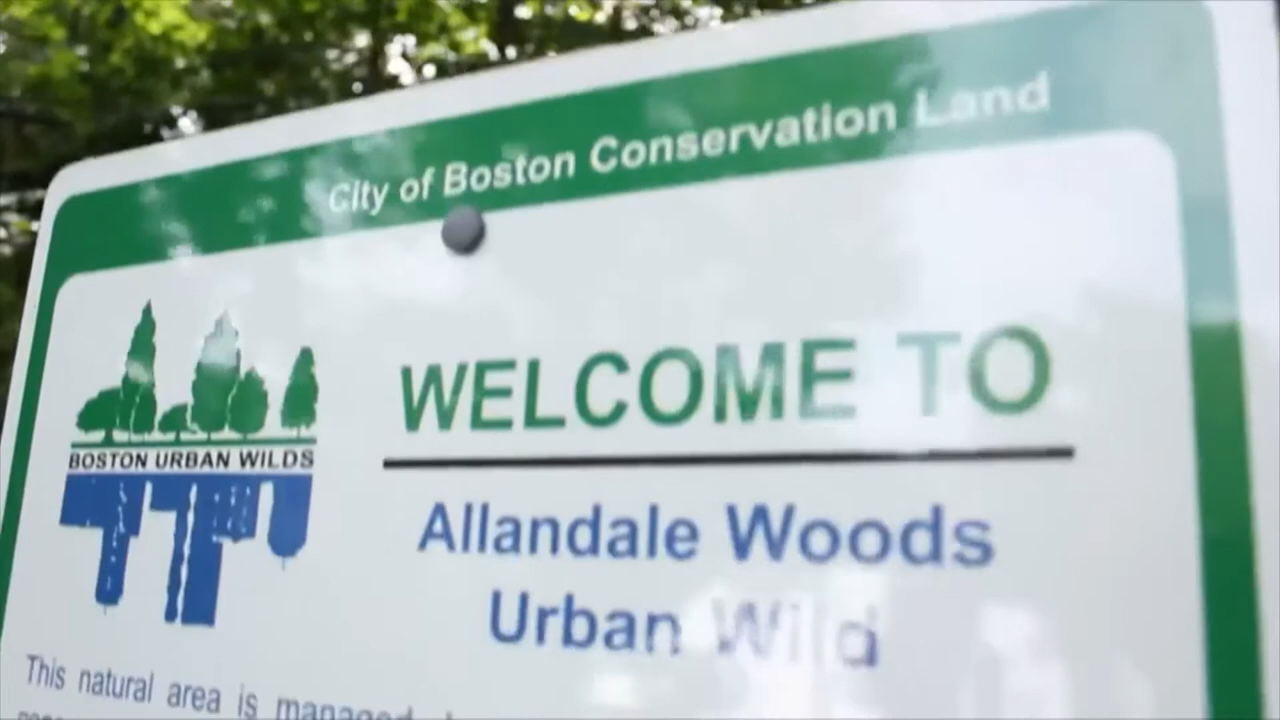 City of Boston Conservation Land
WELCOME TO
BOSTON URBAN WILDS
Allandale Woods
Urban Wild
This natural area is managed